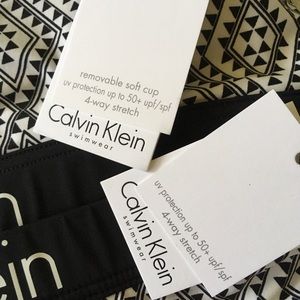 removable soft cup
uv protection up to 50+ upf/spf
4-way stretch
Calvin Klein
swimwear
uv protection up to 50+ upf/spf
4-way stretch
Calvin Klein
swimwear
ein